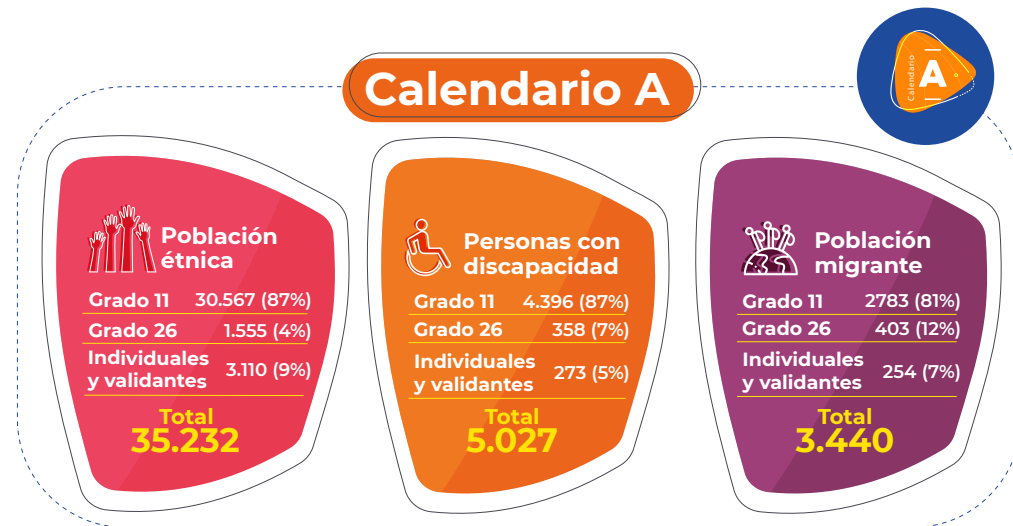 Calendario A
Calendario
A
Población
étnica
Grado 11 30.567 (87%)
Grado 26 1.555 (4%)
Individuales
y validantes 3.110 (9%)
Total
35.232
Personas con
discapacidad
Grado 11 4.396 (87%)
Grado 26 358 (7%)
Individuales
y validantes 273 (5%)
Total
5.027
Población
migrante
Grado 11 2783 (81%)
Grado 26 403 (12%)
Individuales
y validantes 254 (7%)
Total
3.440